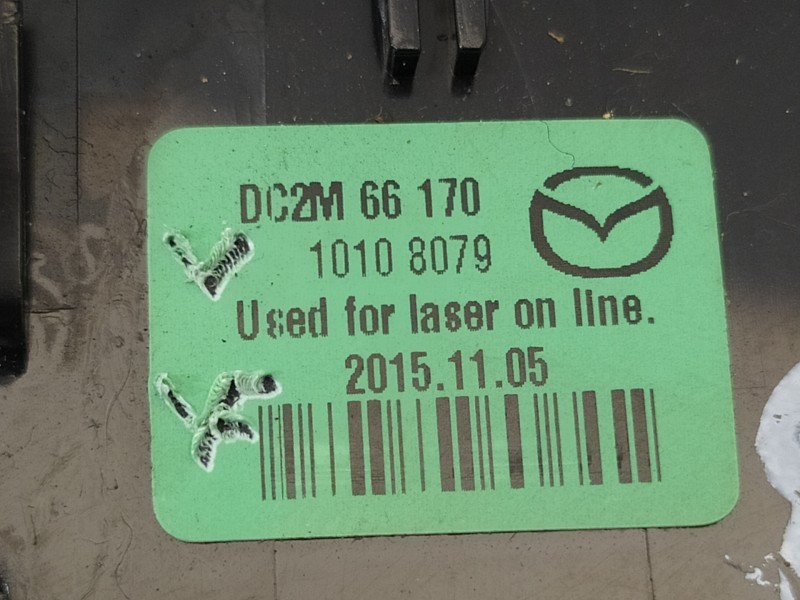 DC2M 66 170
1010 8079
Used for laser on line.
2015.11.05